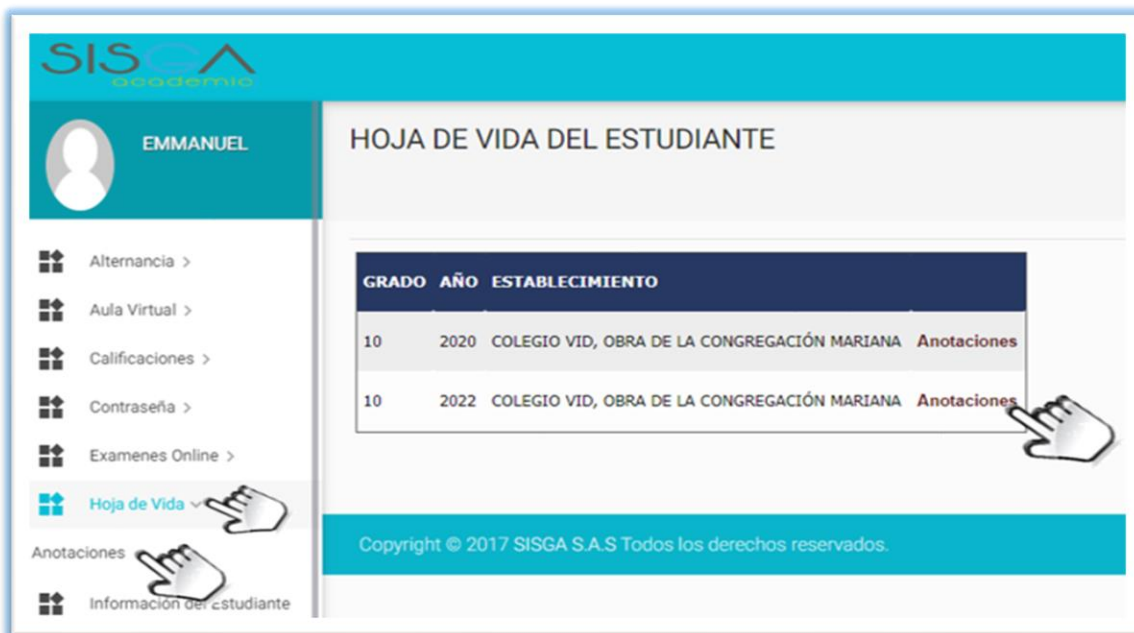 SISGA
academic
EMMANUEL
HOJA DE VIDA DEL ESTUDIANTE
Alternancia >
Aula Virtual >
Calificaciones >
Contraseña >
Examenes Online >
Hoja de Vida
Anotaciones
Información del Estudiante
GRADO AÑO ESTABLECIMIENTO
10 2020 COLEGIO VID, OBRA DE LA CONGREGACIÓN MARIANA Anotaciones
10 2022 COLEGIO VID, OBRA DE LA CONGREGACIÓN MARIANA Anotaciones
Copyright © 2017 SISGA S.A.S Todos los derechos reservados.